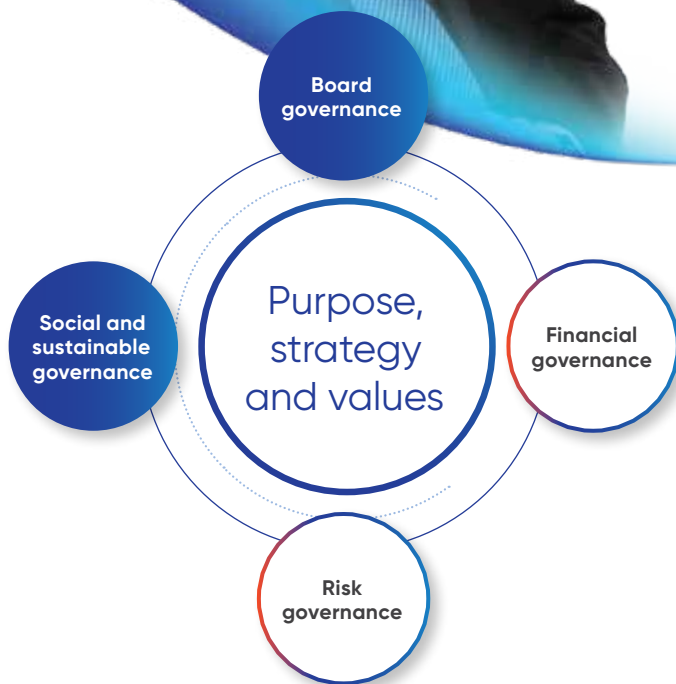 Board
governance
Social and
sustainable
governance
Purpose,
strategy
and values
Financial
governance
Risk
governance